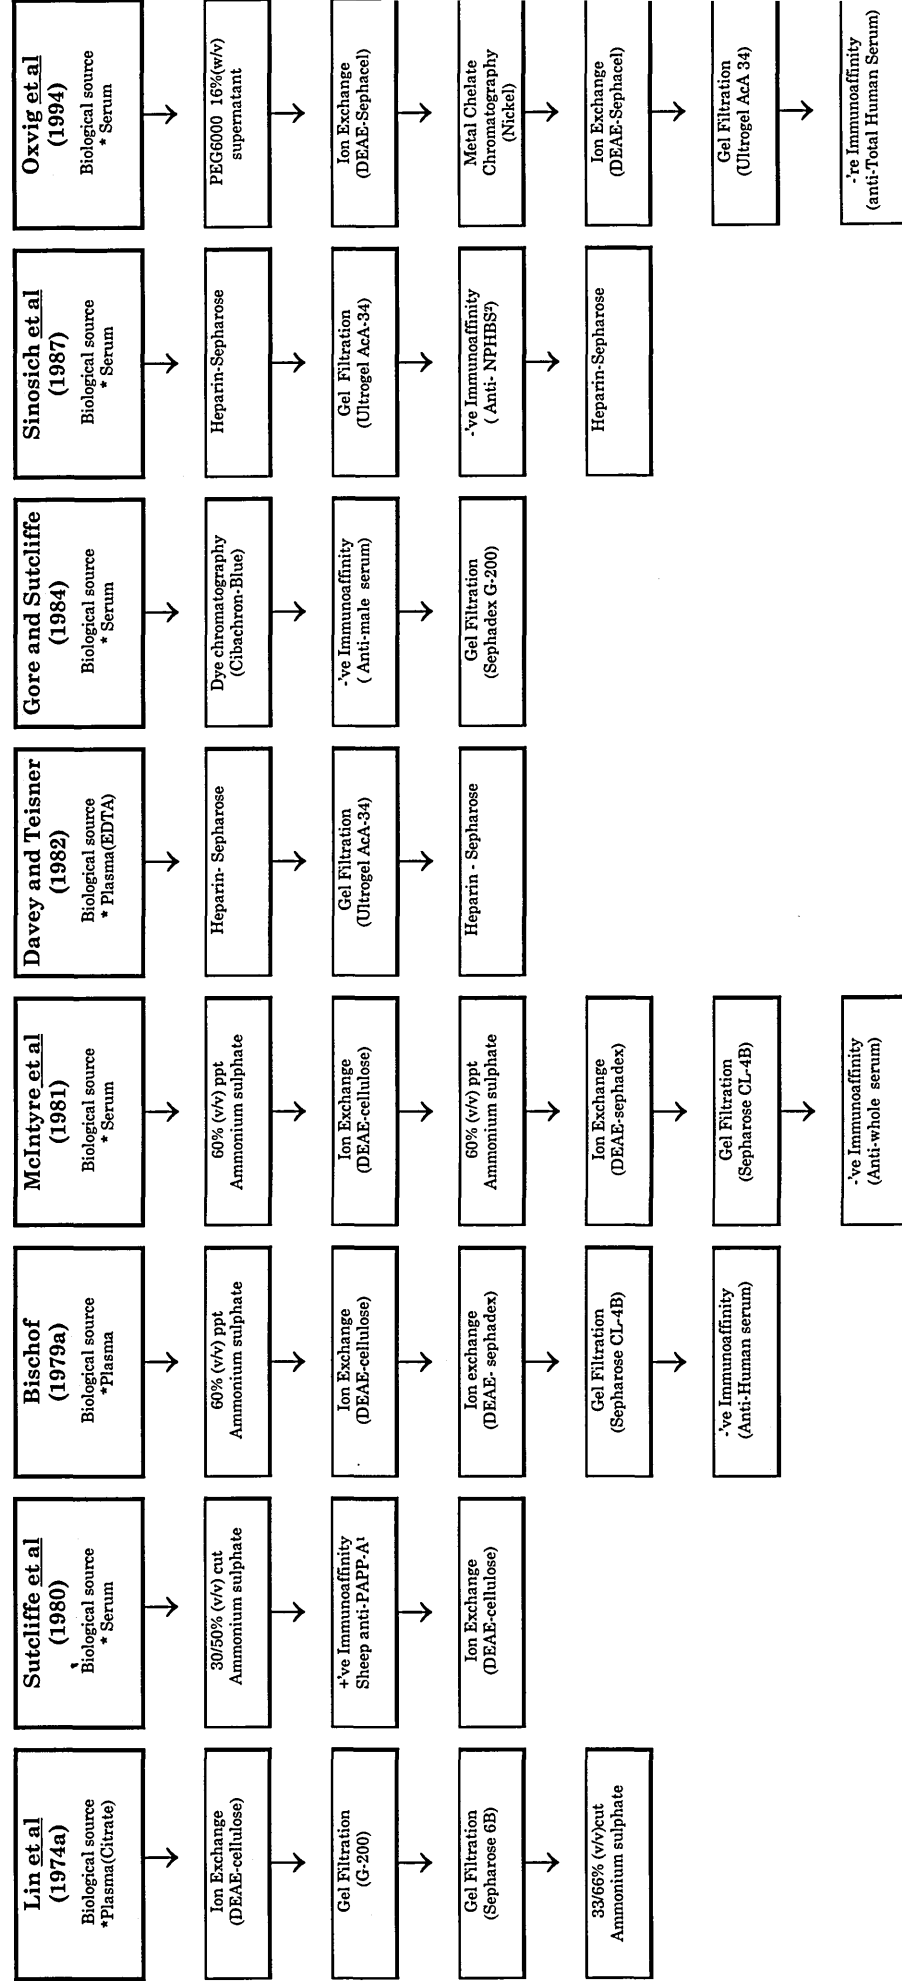 Lin et al
(1974a)
Biological source
*Plasma(Citrate)
Ion Exchange
(DEAE-cellulose)
Gel Filtration
(G-200)
Gel Filtration
(Sepharose 6B)
33/66% (v/v)cut
Ammonium sulphate
Sutcliffe et al
(1980)
Biological source
* Serum
30/50% (v/v) cut
Ammonium sulphate
+'ve Immunoaffinity
Sheep anti-PAPP-A¹
Ion Exchange
(DEAE-cellulose)
Bischof
(1979a)
Biological source
*Plasma
60% (v/v) ppt
Ammonium sulphate
Ion Exchange
(DEAE-cellulose)
Ion exchange
(DEAE- sephadex)
Gel Filtration
(Sepharose CL-4B)
-'ve Immunoaffinity
(Anti-Human serum)
McIntyre et al
(1981)
Biological source
* Serum
60% (v/v) ppt
Ammonium sulphate
Ion Exchange
(DEAE-cellulose)
60% (v/v) ppt
Ammonium sulphate
Ion Exchange
(DEAE-sephadex)
Gel Filtration
(Sepharose CL-4B)
-'ve Immunoaffinity
(Anti-whole serum)
Davey and Teisner
(1982)
Biological source
* Plasma(EDTA)
Heparin- Sepharose
Gel Filtration
(Ultrogel AcA-34)
Heparin - Sepharose
Gore and Sutcliffe
(1984)
Biological source
* Serum
Dye chromatography
(Cibachron-Blue)
-'ve Immunoaffinity
( Anti-male serum)
Gel Filtration
(Sephadex G-200)
Sinosich et al
(1987)
Biological source
* Serum
Heparin-Sepharose
Gel Filtration
(Ultrogel AcA-34)
-'ve Immunoaffinity
( Anti- NPHBS²)
Heparin-Sepharose
Oxvig et al
(1994)
Biological source
* Serum
PEG6000 16%(w/v)
supernatant
Ion Exchange
(DEAE-Sephacel)
Metal Chelate
Chromatography
(Nickel)
Ion Exchange
(DEAE-Sephacel)
Gel Filtration
(Ultrogel AcA 34)
-'re Immunoaffinity
(anti-Total Human Serum)